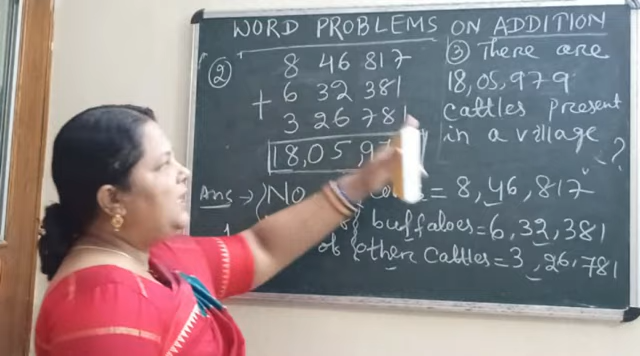 WORD PROBLEMS ON ADDITION
②
8 46 817
+ 6 32 381
3 26 781
18,05,9
③ There are
18,05,979
cattles present
in a village
?
Ans → No = 8,46,817
buffaloes = 6,32,381
of other Cattles = 3,26,781